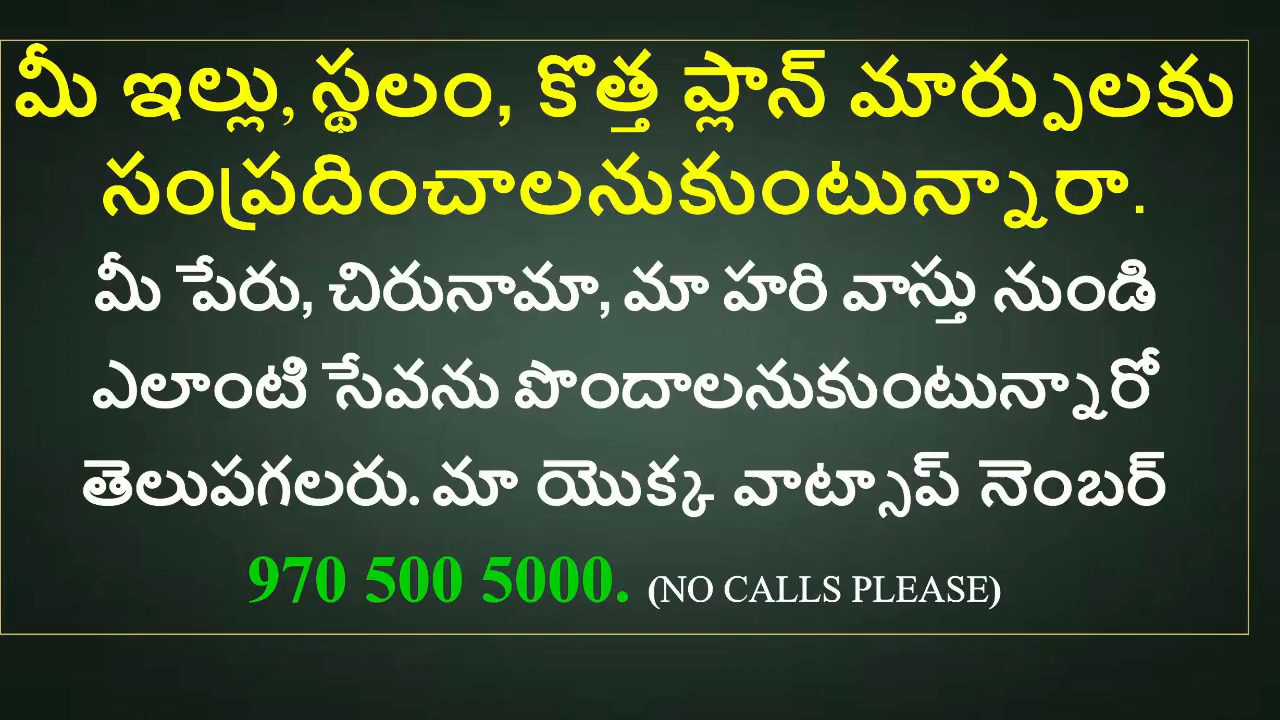 మీ ఇల్లు, స్థలం, కొత్త ప్లాన్ మార్పులకు
సంప్రదించాలనుకుంటున్నారా.
మీ పేరు, చిరునామా, మా హరి వాస్తు నుండి
ఎలాంటి సేవను పొందాలనుకుంటున్నారో
తెలుపగలరు. మా యొక్క వాట్సాప్ నెంబర్
970 500 5000. (NO CALLS PLEASE)